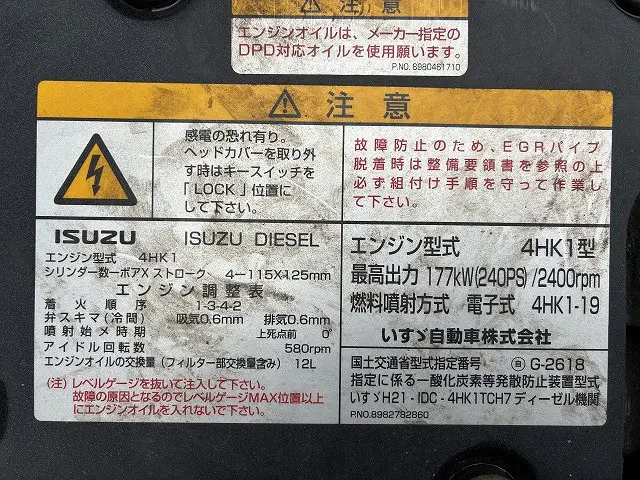 ⚠注意
エンジンオイルは、メーカー指定の
DPD対応オイルを使用願います。
P.NO. 8980461710
⚠ 注意
感電の恐れ有り。
ヘッドカバーを取り外
す時はキースイッチを
「LOCK」位置に
して下さい。
故障防止のため、EGRパイプ
脱着時は整備要領書を参照の上
必ず組付け手順を守って作業し
て下さい。
ISUZU ISUZU DIESEL
エンジン型式 4HK1
シリンダー数ーボアX ストローク 4ー115X125mm
エンジン調整表
着火順序 1-3-4-2
弁スキマ(冷間) 吸気0.6mm 排気0.6mm
噴射始メ時期 上死点前 0°
アイドル回転数 580rpm
エンジンオイルの交換量(フィルター部交換量含み) 12L
(注) レベルゲージを抜いて注入して下さい。
故障の原因となるのでレベルゲージMAX位置以上
にエンジンオイルを入れないで下さい。
エンジン型式 4HK1型
最高出力 177kW(240PS)/2400rpm
燃料噴射方式 電子式 4HK1-19
いすゞ自動車株式会社
国土交通省型式指定番号 ㊐ G-2618
指定に係る一酸化炭素等発散防止装置型式
いすゞH21-IDC-4HK1TCH7 ディーゼル機関
P.NO.8982782860